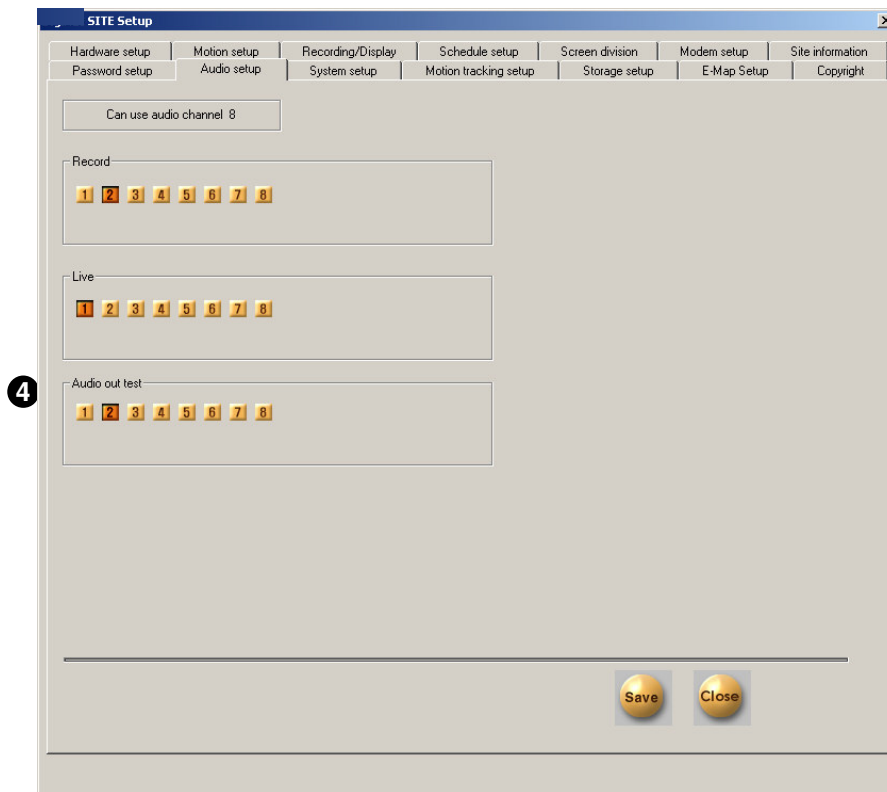 SITE Setup
Hardware setup Motion setup Recording/Display Schedule setup Screen division Modem setup Site information
Password setup Audio setup System setup Motion tracking setup Storage setup E-Map Setup Copyright
Can use audio channel 8
Record
1 2 3 4 5 6 7 8
Live
1 2 3 4 5 6 7 8
4
Audio out test
1 2 3 4 5 6 7 8
Save Close